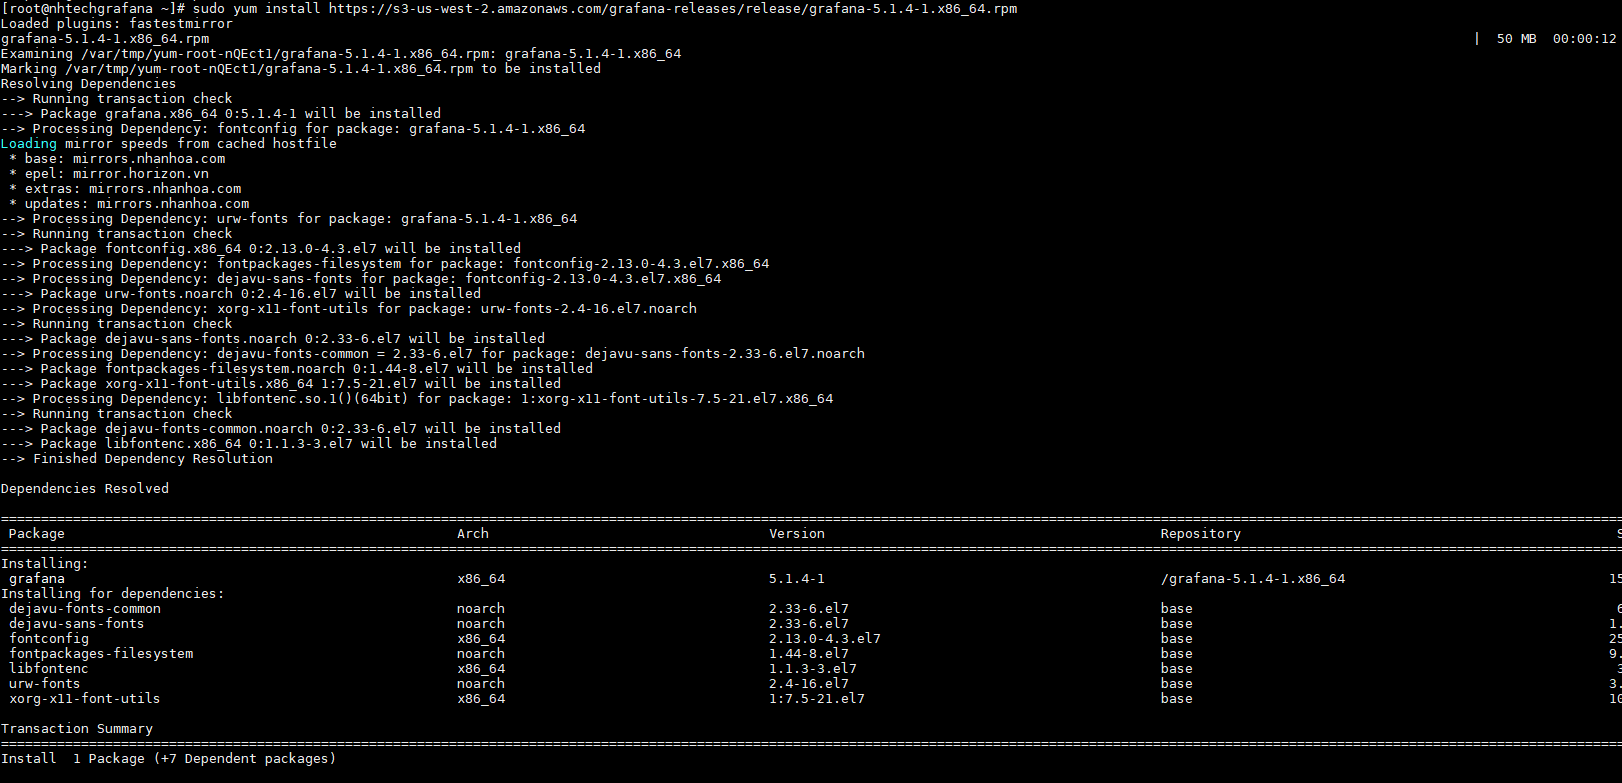 [root@nhtechgrafana ~]# sudo yum install https://s3-us-west-2.amazonaws.com/grafana-releases/release/grafana-5.1.4-1.x86_64.rpm
Loaded plugins: fastestmirror
grafana-5.1.4-1.x86_64.rpm | 50 MB 00:00:12
Examining /var/tmp/yum-root-nQEct1/grafana-5.1.4-1.x86_64.rpm: grafana-5.1.4-1.x86_64
Marking /var/tmp/yum-root-nQEct1/grafana-5.1.4-1.x86_64.rpm to be installed
Resolving Dependencies
--> Running transaction check
---> Package grafana.x86_64 0:5.1.4-1 will be installed
--> Processing Dependency: fontconfig for package: grafana-5.1.4-1.x86_64
Loading mirror speeds from cached hostfile
 * base: mirrors.nhanhoa.com
 * epel: mirror.horizon.vn
 * extras: mirrors.nhanhoa.com
 * updates: mirrors.nhanhoa.com
--> Processing Dependency: urw-fonts for package: grafana-5.1.4-1.x86_64
--> Running transaction check
---> Package fontconfig.x86_64 0:2.13.0-4.3.el7 will be installed
--> Processing Dependency: fontpackages-filesystem for package: fontconfig-2.13.0-4.3.el7.x86_64
--> Processing Dependency: dejavu-sans-fonts for package: fontconfig-2.13.0-4.3.el7.x86_64
---> Package urw-fonts.noarch 0:2.4-16.el7 will be installed
--> Processing Dependency: xorg-x11-font-utils for package: urw-fonts-2.4-16.el7.noarch
--> Running transaction check
---> Package dejavu-sans-fonts.noarch 0:2.33-6.el7 will be installed
--> Processing Dependency: dejavu-fonts-common = 2.33-6.el7 for package: dejavu-sans-fonts-2.33-6.el7.noarch
---> Package fontpackages-filesystem.noarch 0:1.44-8.el7 will be installed
---> Package xorg-x11-font-utils.x86_64 1:7.5-21.el7 will be installed
--> Processing Dependency: libfontenc.so.1()(64bit) for package: 1:xorg-x11-font-utils-7.5-21.el7.x86_64
--> Running transaction check
---> Package dejavu-fonts-common.noarch 0:2.33-6.el7 will be installed
---> Package libfontenc.x86_64 0:1.1.3-3.el7 will be installed
--> Finished Dependency Resolution
Dependencies Resolved
Package Arch Version Repository S
Installing:
grafana x86_64 5.1.4-1 /grafana-5.1.4-1.x86_64 15
Installing for dependencies:
dejavu-fonts-common noarch 2.33-6.el7 base 6
dejavu-sans-fonts noarch 2.33-6.el7 base 1.
fontconfig x86_64 2.13.0-4.3.el7 base 25
fontpackages-filesystem noarch 1.44-8.el7 base 9.
libfontenc x86_64 1.1.3-3.el7 base 3
urw-fonts noarch 2.4-16.el7 base 3.
xorg-x11-font-utils x86_64 1:7.5-21.el7 base 10
Transaction Summary
Install 1 Package (+7 Dependent packages)